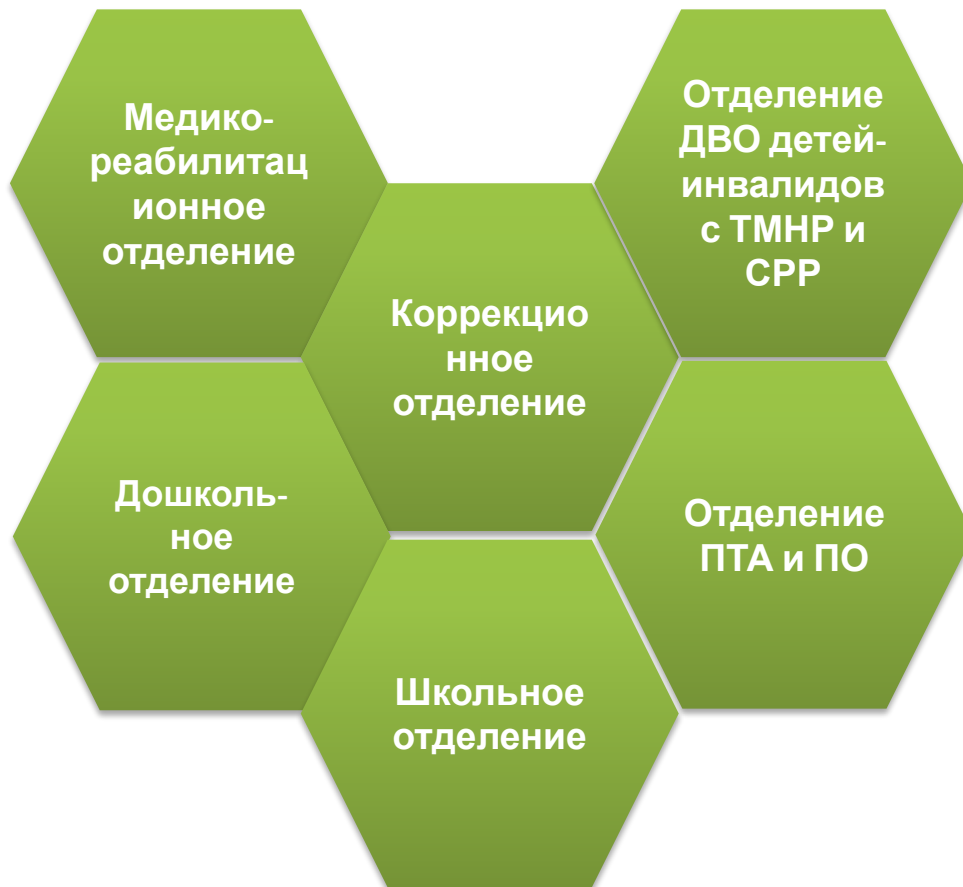 Медико-
реабилитац
ионное
отделение
Отделение
ДВО детей-
инвалидов
с ТМНР и
СРР
Коррекцио
нное
отделение
Дошколь-
ное
отделение
Отделение
ПТА и ПО
Школьное
отделение